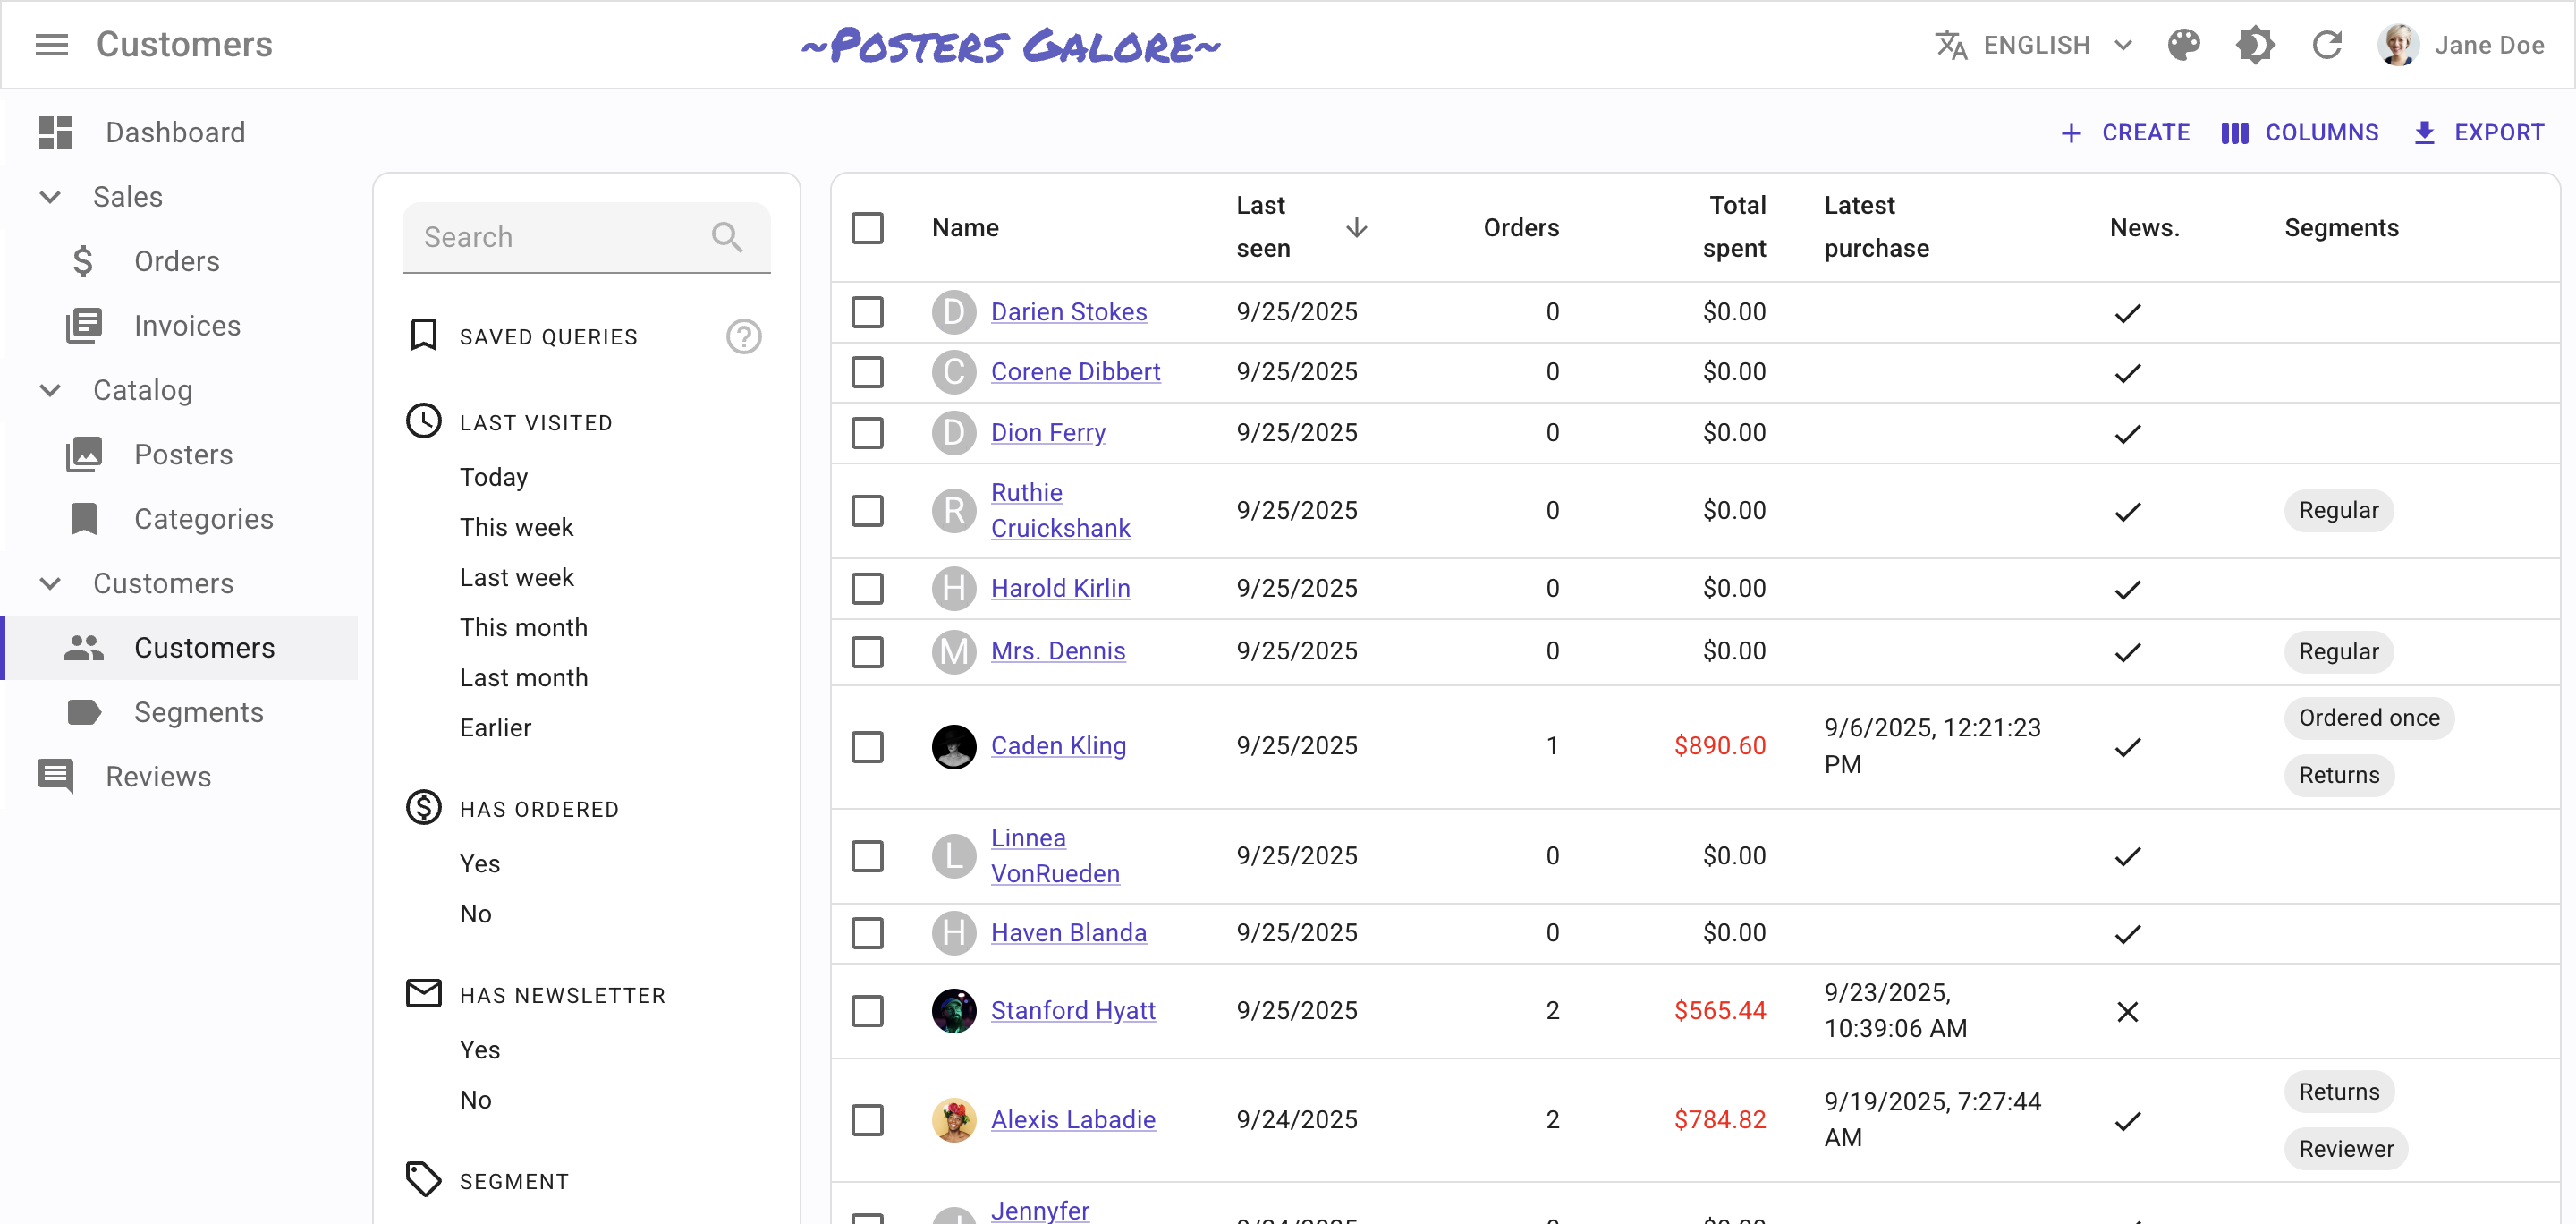 Customers
~Posters Galore~
ENGLISH
Jane Doe
Dashboard
Sales
Orders
Invoices
Catalog
Posters
Categories
Customers
Customers
Segments
Reviews
CREATE
COLUMNS
EXPORT
Search
SAVED QUERIES
?
LAST VISITED
Today
This week
Last week
This month
Last month
Earlier
HAS ORDERED
Yes
No
HAS NEWSLETTER
Yes
No
SEGMENT
Name
Last
seen
Orders
Total
spent
Latest
purchase
News.
Segments
D Darien Stokes 9/25/2025 0 $0.00
C Corene Dibbert 9/25/2025 0 $0.00
D Dion Ferry 9/25/2025 0 $0.00
R Ruthie
Cruickshank
9/25/2025 0 $0.00 Regular
H Harold Kirlin 9/25/2025 0 $0.00
M Mrs. Dennis 9/25/2025 0 $0.00 Regular
Caden Kling 9/25/2025 1 $890.60
9/6/2025, 12:21:23
PM
Ordered once
Returns
L Linnea
VonRueden
9/25/2025 0 $0.00
H Haven Blanda 9/25/2025 0 $0.00
Stanford Hyatt 9/25/2025 2 $565.44
9/23/2025,
10:39:06 AM
Alexis Labadie 9/24/2025 2 $784.82
9/19/2025, 7:27:44
AM
Returns
Reviewer
Jennyfer